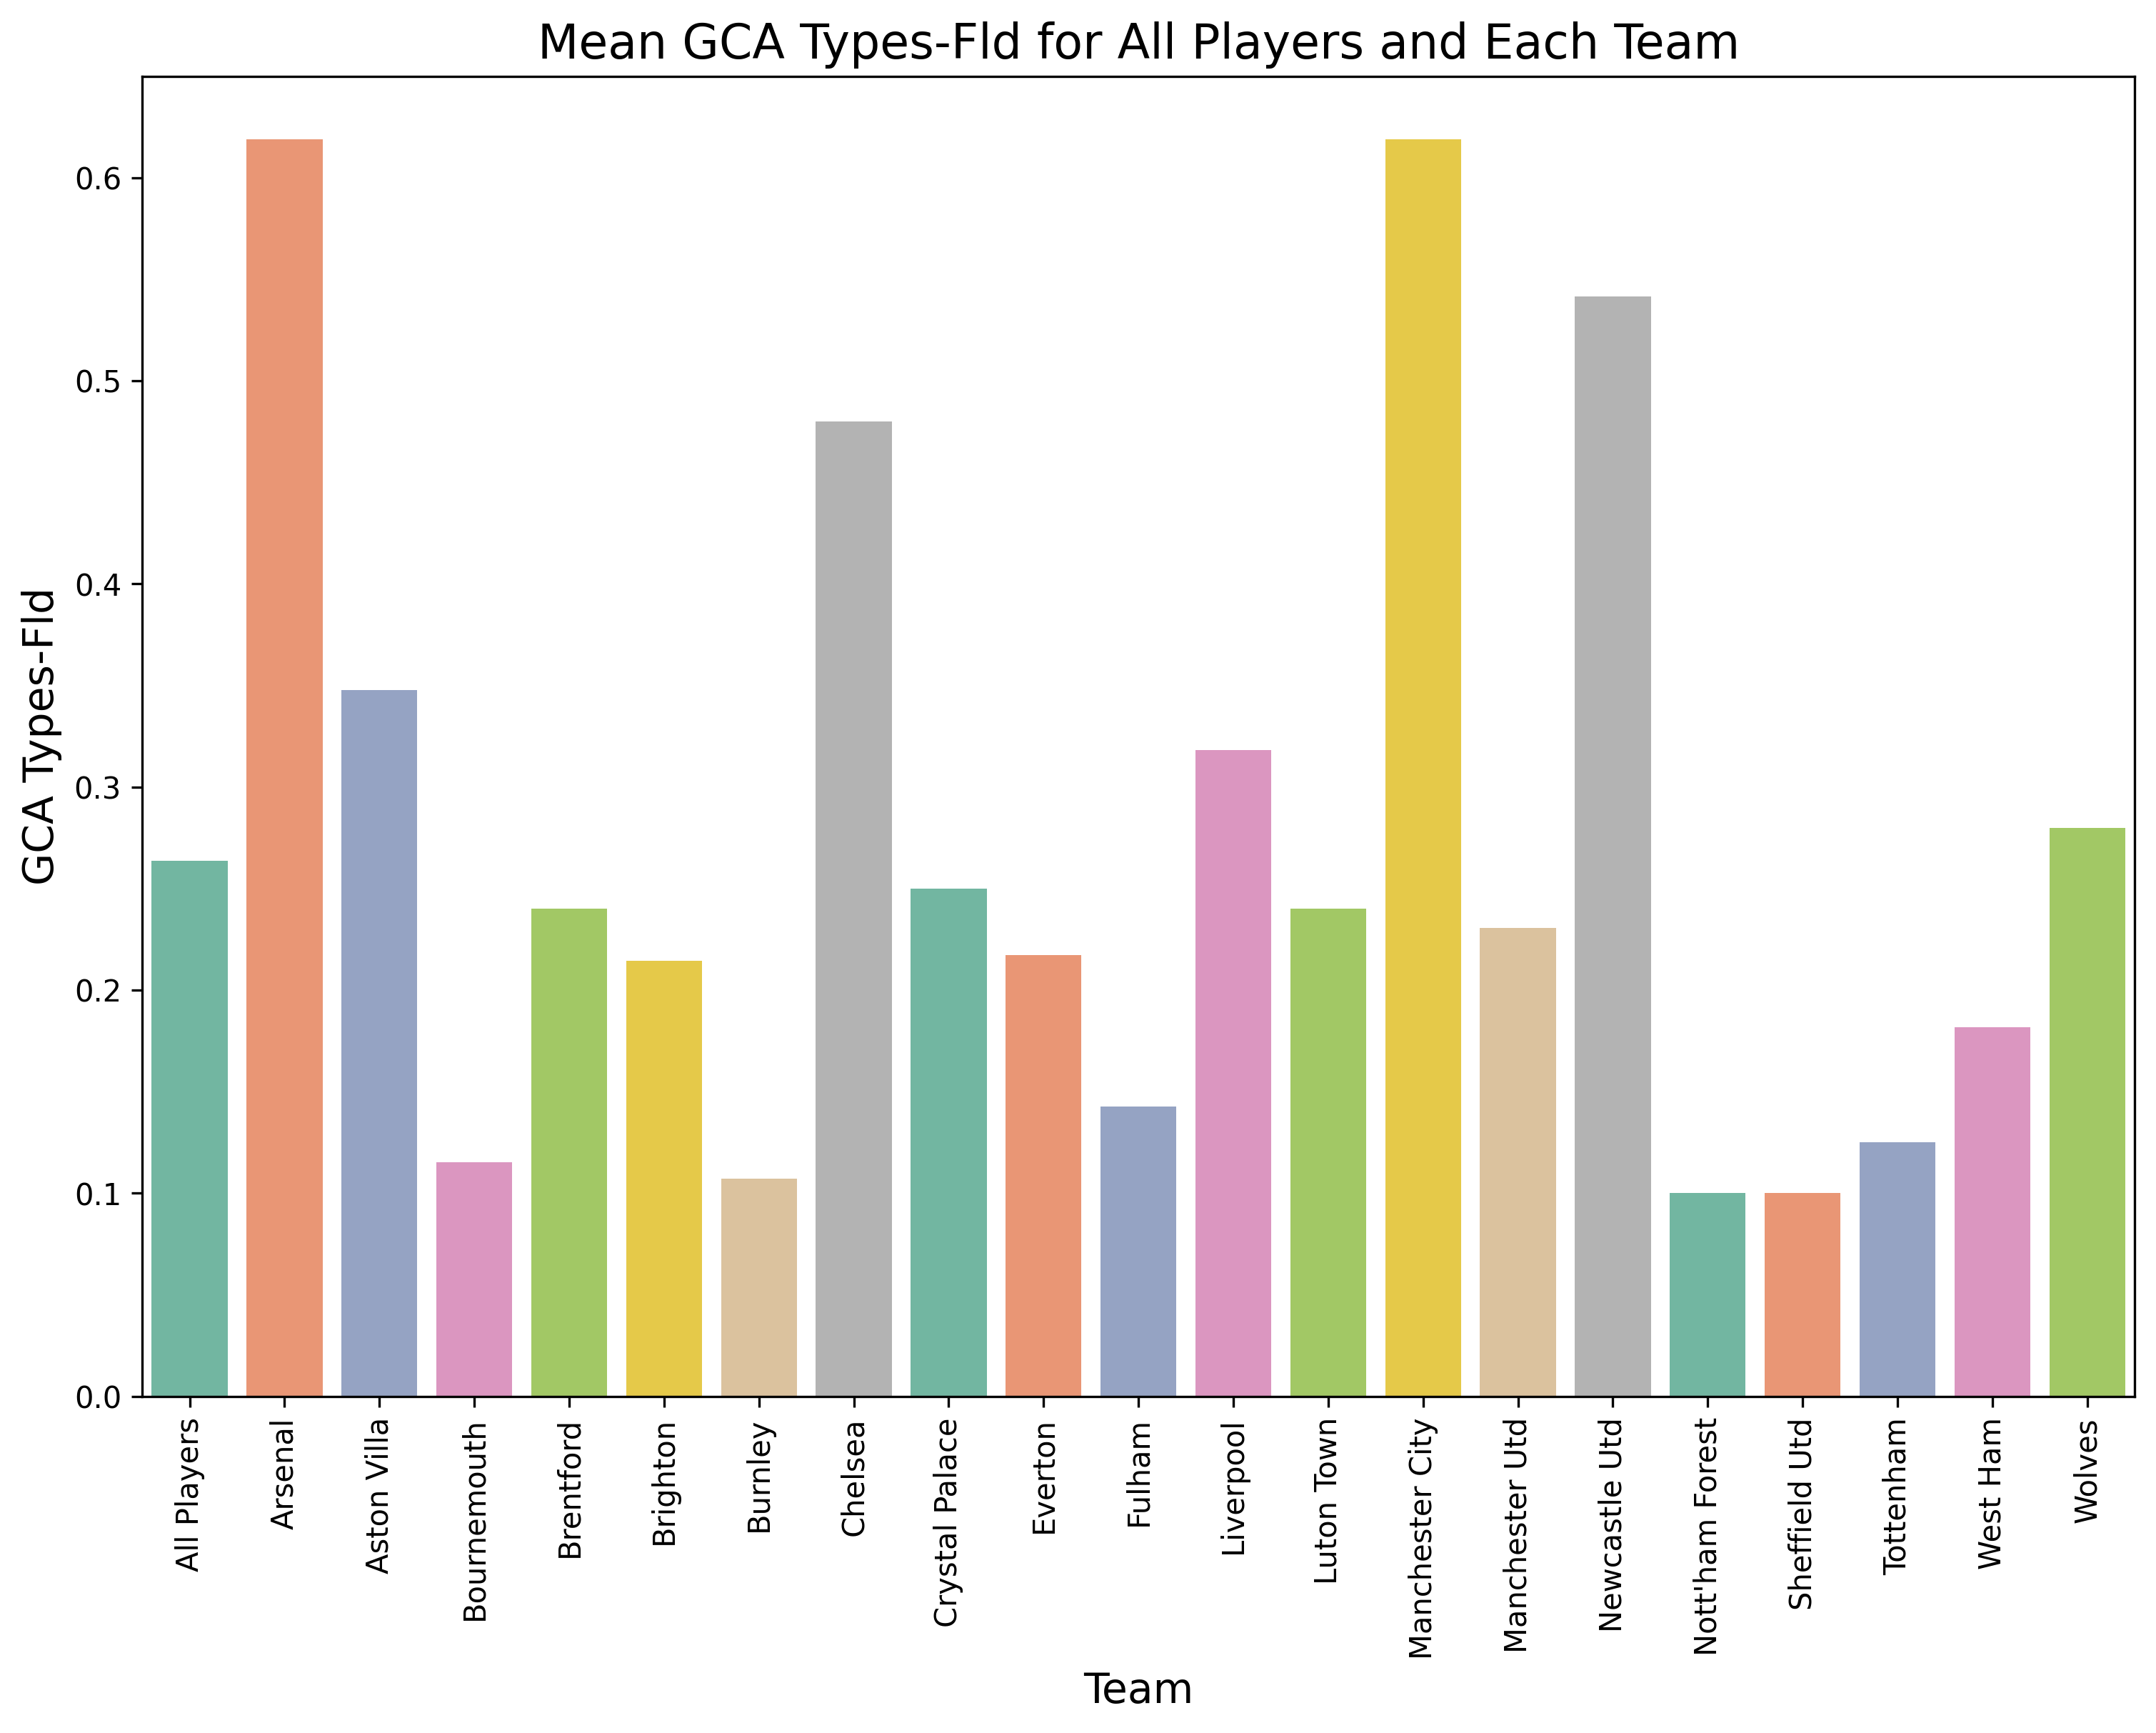 Mean GCA Types-Fld for All Players and Each Team
GCA Types-Fld
0.6
0.5
0.4
0.3
0.2
0.1
0.0
All Players
Arsenal
Aston Villa
Bournemouth
Brentford
Brighton
Burnley
Chelsea
Crystal Palace
Everton
Fulham
Liverpool
Luton Town
Manchester City
Manchester Utd
Newcastle Utd
Nott'ham Forest
Sheffield Utd
Tottenham
West Ham
Wolves
Team